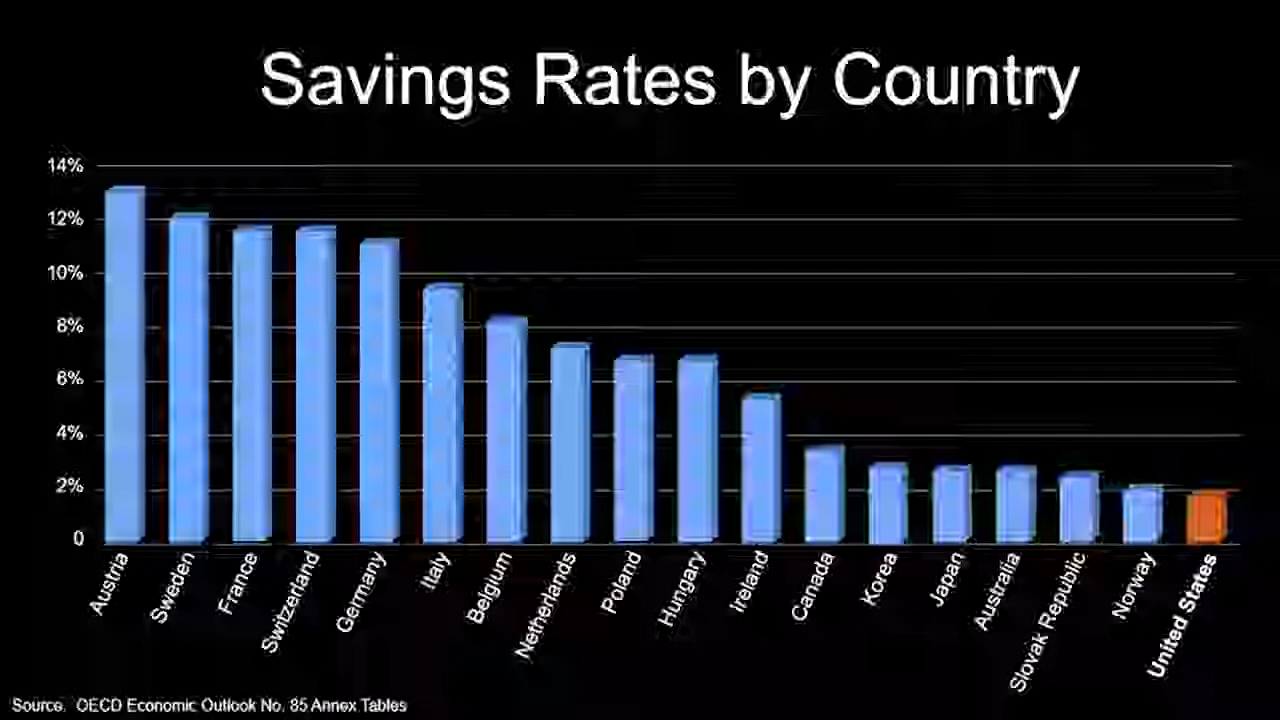 Savings Rates by Country
14%
12%
10%
8%
6%
4%
2%
0
Austria
Sweden
France
Switzerland
Germany
Italy
Belgium
Netherlands
Poland
Hungary
Ireland
Canada
Korea
Japan
Australia
Slovak Republic
Norway
United States
Source. OECD Economic Outlook No. 85 Annex Tables